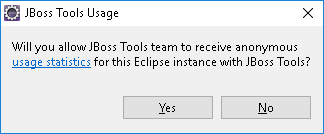 JBoss Tools Usage
Will you allow JBoss Tools team to receive anonymous
usage statistics for this Eclipse instance with JBoss Tools?
Yes No